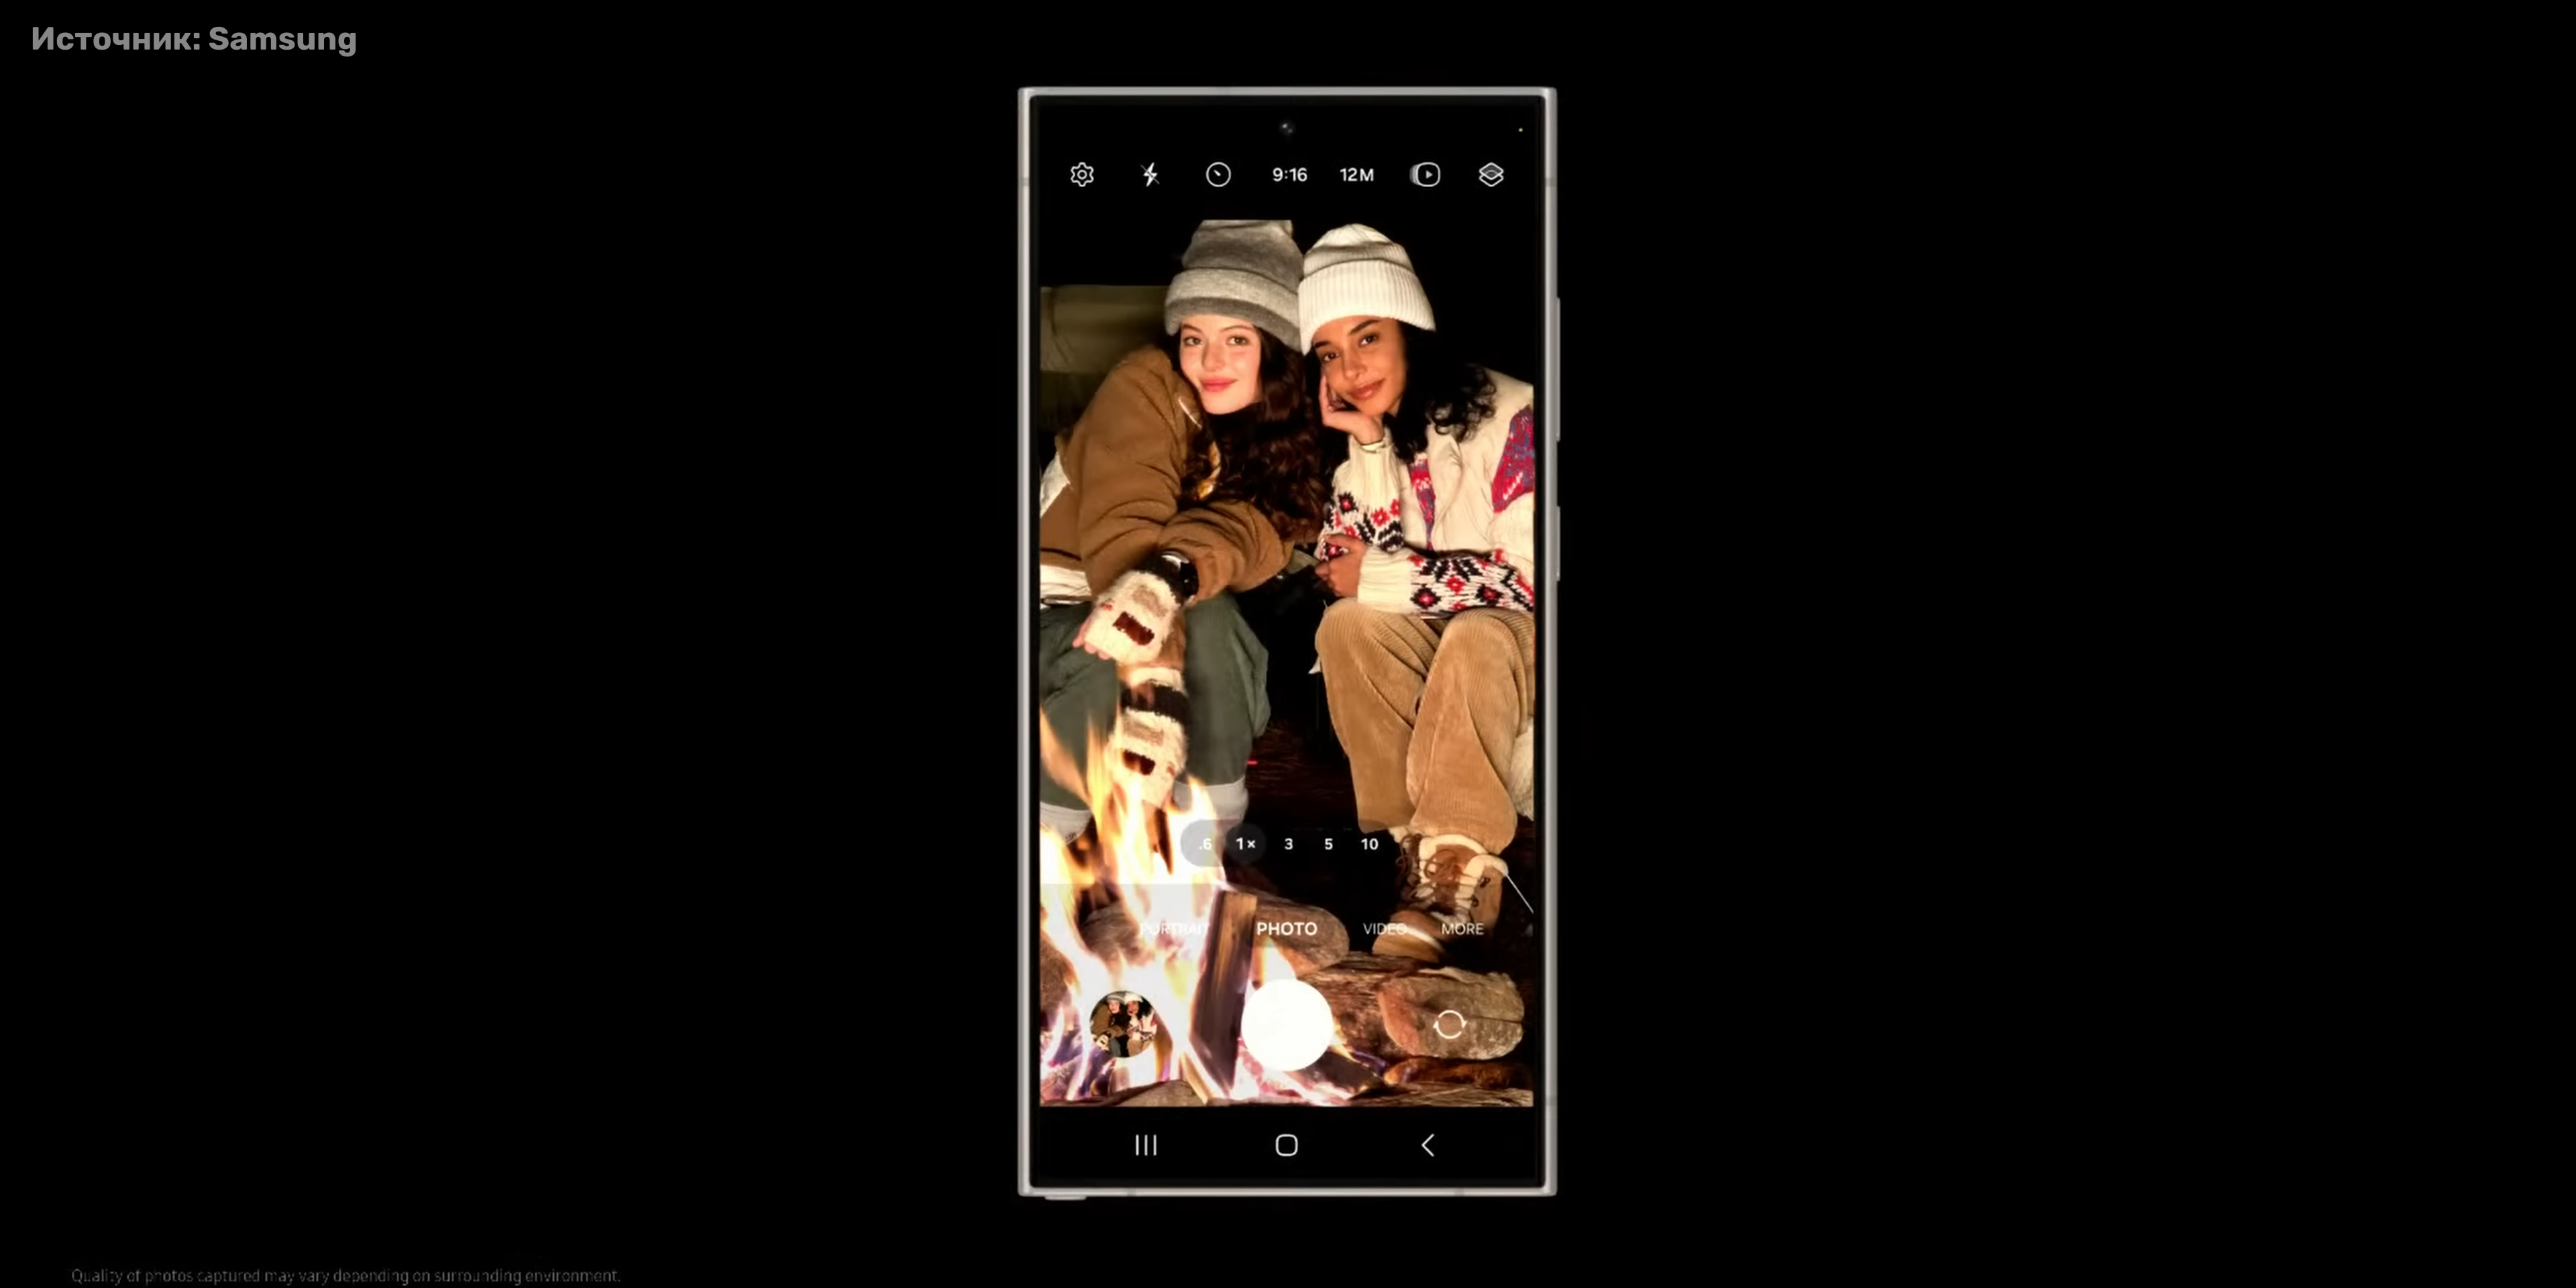 Источник: Samsung
9:16 12M
.6 1× 3 5 10
PORTRAIT PHOTO VIDEO MORE
Quality of photos captured may vary depending on surrounding environment.